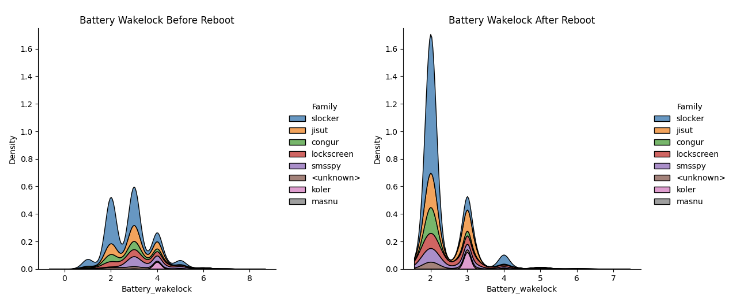 Battery Wakelock Before Reboot
Density
1.6
1.4
1.2
1.0
0.8
0.6
0.4
0.2
0.0
0
2
4
6
8
Battery_wakelock
Family
slocker
jisut
congur
lockscreen
smsspy
<unknown>
koler
masnu
Battery Wakelock After Reboot
Density
1.6
1.4
1.2
1.0
0.8
0.6
0.4
0.2
0.0
2
3
4
5
6
7
Battery_wakelock
Family
slocker
jisut
congur
lockscreen
smsspy
<unknown>
koler
masnu